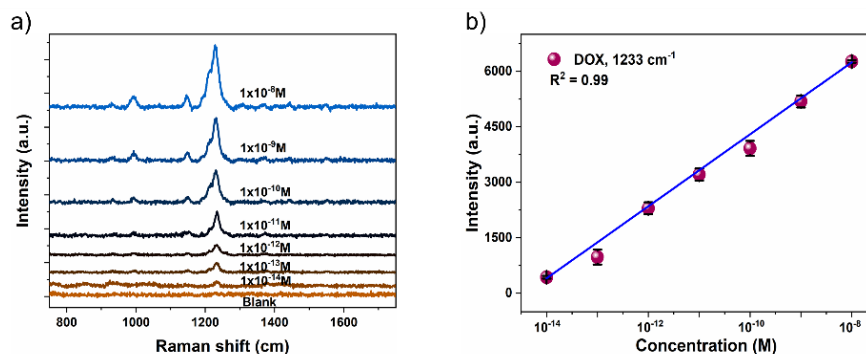 a)
Intensity (a.u.)
1x10⁻⁸M
1x10⁻⁹M
1x10⁻¹⁰M
1x10⁻¹¹M
1x10⁻¹²M
1x10⁻¹³M
1x10⁻¹⁴M
Blank
800 1000 1200 1400 1600
Raman shift (cm)
b)
Intensity (a.u.)
DOX, 1233 cm⁻¹
R² = 0.99
6000
4500
3000
1500
0
10⁻¹⁴ 10⁻¹² 10⁻¹⁰ 10⁻⁸
Concentration (M)